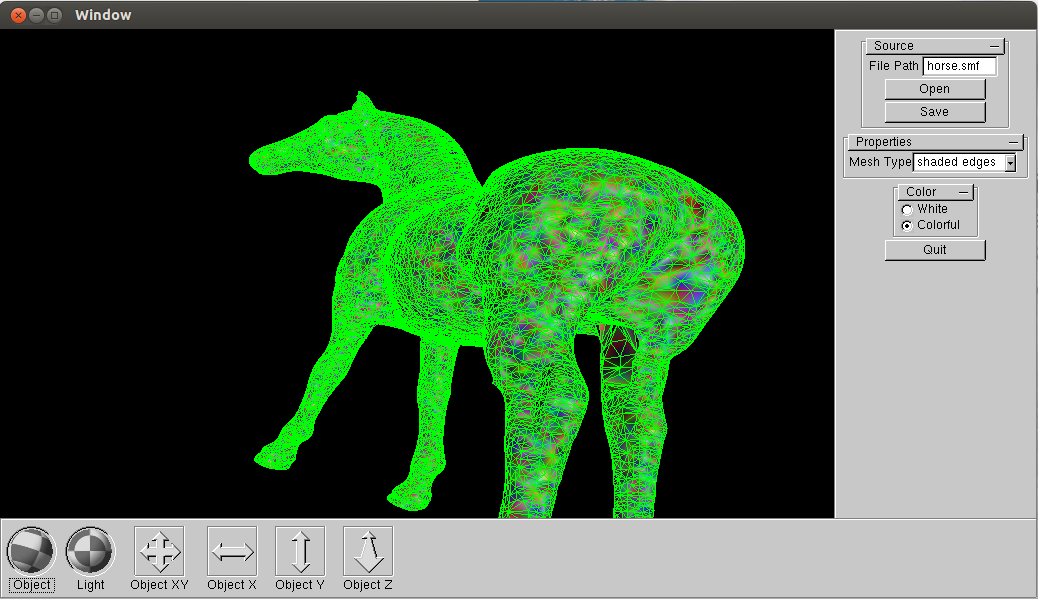 Window
Source
File Path horse.smf
Open
Save
Properties
Mesh Type shaded edges
Color
White
Colorful
Quit
Object Light Object XY Object X Object Y Object Z